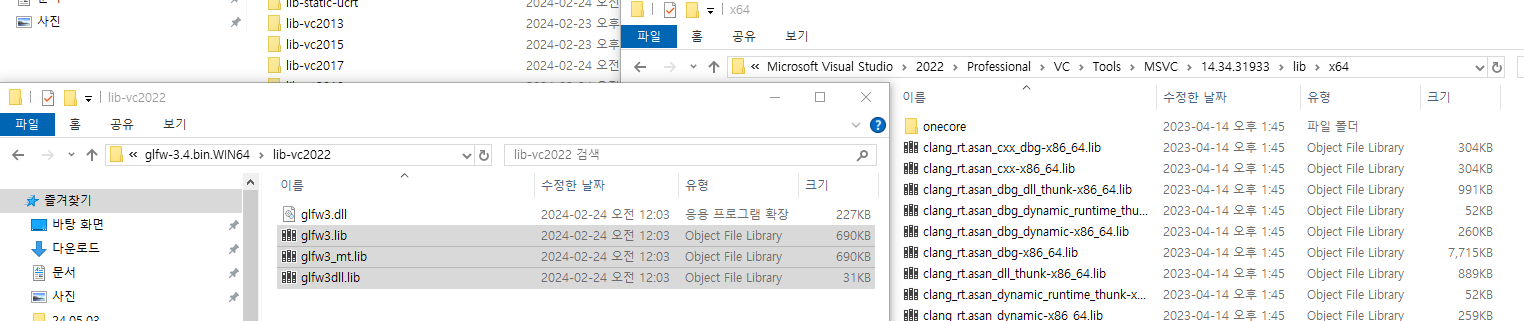 사진
lib-static-ucrt
lib-vc2013
lib-vc2015
lib-vc2017
2024-02-24 오전
2024-02-23 오후
2024-02-23 오후
2024-02-24 오전
lib-vc2022
파일 홈 공유 보기
« glfw-3.4.bin.WIN64 › lib-vc2022
lib-vc2022 검색
즐겨찾기
바탕 화면
다운로드
문서
사진
24.05.03
이름 수정한 날짜 유형 크기
glfw3.dll 2024-02-24 오전 12:03 응용 프로그램 확장 227KB
glfw3.lib 2024-02-24 오전 12:03 Object File Library 690KB
glfw3_mt.lib 2024-02-24 오전 12:03 Object File Library 690KB
glfw3dll.lib 2024-02-24 오전 12:03 Object File Library 31KB
x64
파일 홈 공유 보기
« Microsoft Visual Studio › 2022 › Professional › VC › Tools › MSVC › 14.34.31933 › lib › x64
이름 수정한 날짜 유형 크기
onecore 2023-04-14 오후 1:45 파일 폴더
clang_rt.asan_cxx_dbg-x86_64.lib 2023-04-14 오후 1:45 Object File Library 304KB
clang_rt.asan_cxx-x86_64.lib 2023-04-14 오후 1:45 Object File Library 304KB
clang_rt.asan_dbg_dll_thunk-x86_64.lib 2023-04-14 오후 1:45 Object File Library 991KB
clang_rt.asan_dbg_dynamic_runtime_thu... 2023-04-14 오후 1:45 Object File Library 52KB
clang_rt.asan_dbg_dynamic-x86_64.lib 2023-04-14 오후 1:45 Object File Library 260KB
clang_rt.asan_dbg-x86_64.lib 2023-04-14 오후 1:45 Object File Library 7,715KB
clang_rt.asan_dll_thunk-x86_64.lib 2023-04-14 오후 1:45 Object File Library 889KB
clang_rt.asan_dynamic_runtime_thunk-x... 2023-04-14 오후 1:45 Object File Library 52KB
clang_rt.asan_dynamic-x86_64.lib 2023-04-14 오후 1:45 Object File Library 259KB